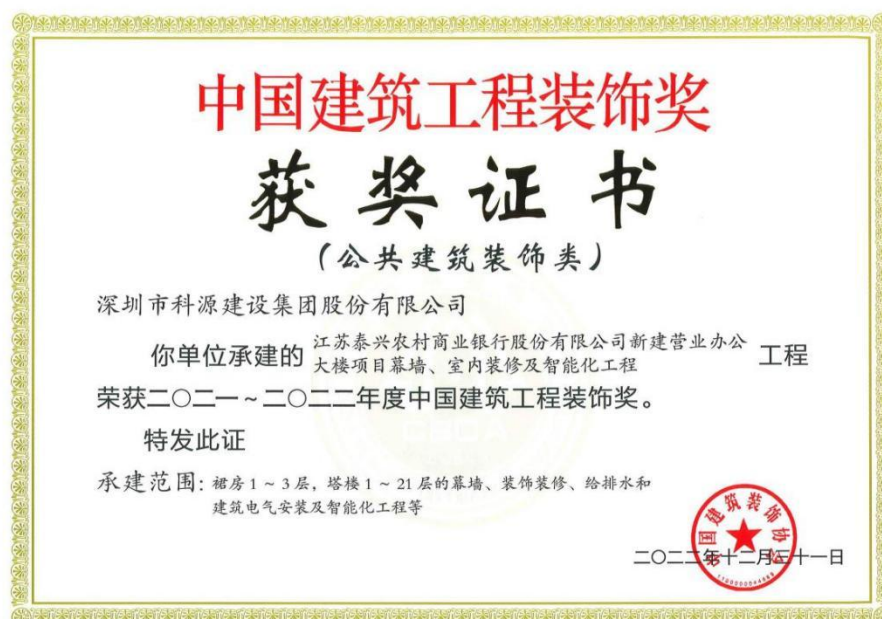 中国建筑工程装饰奖
获奖证书
(公共建筑装饰类)
深圳市科源建设集团股份有限公司
你单位承建的 江苏泰兴农村商业银行股份有限公司新建营业办公
大楼项目幕墙、室内装修及智能化工程 工程
荣获二〇二一~二〇二二年度中国建筑工程装饰奖。
特发此证
承建范围: 裙房1~3层,塔楼1~21层的幕墙、装饰装修、给排水和
建筑电气安装及智能化工程等
中国建筑装饰协会
二〇二二年十二月三十一日